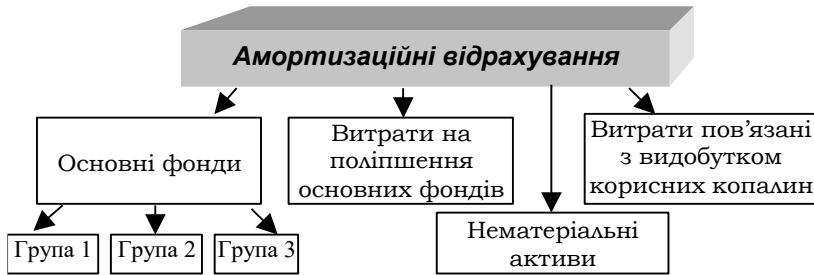 Амортизаційні відрахування
Основні фонди
Витрати на
поліпшення
основних фондів
Витрати пов’язані
з видобутком
корисних копалин
Група 1
Група 2
Група 3
Нематеріальні
активи